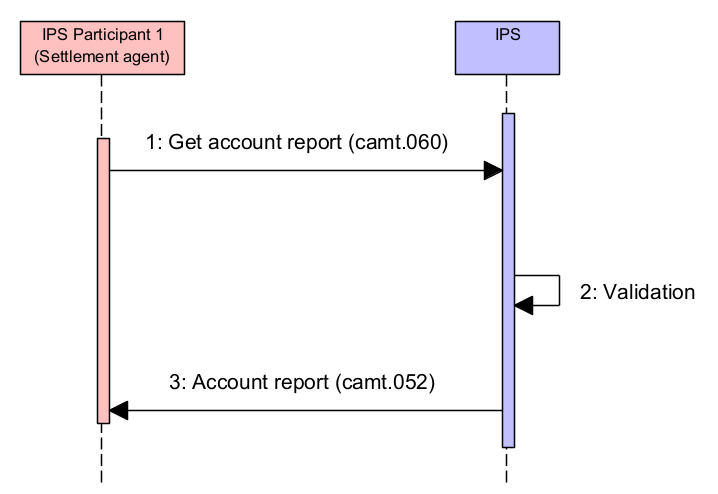 IPS Participant 1
(Settlement agent)
IPS
1: Get account report (camt.060)
2: Validation
3: Account report (camt.052)